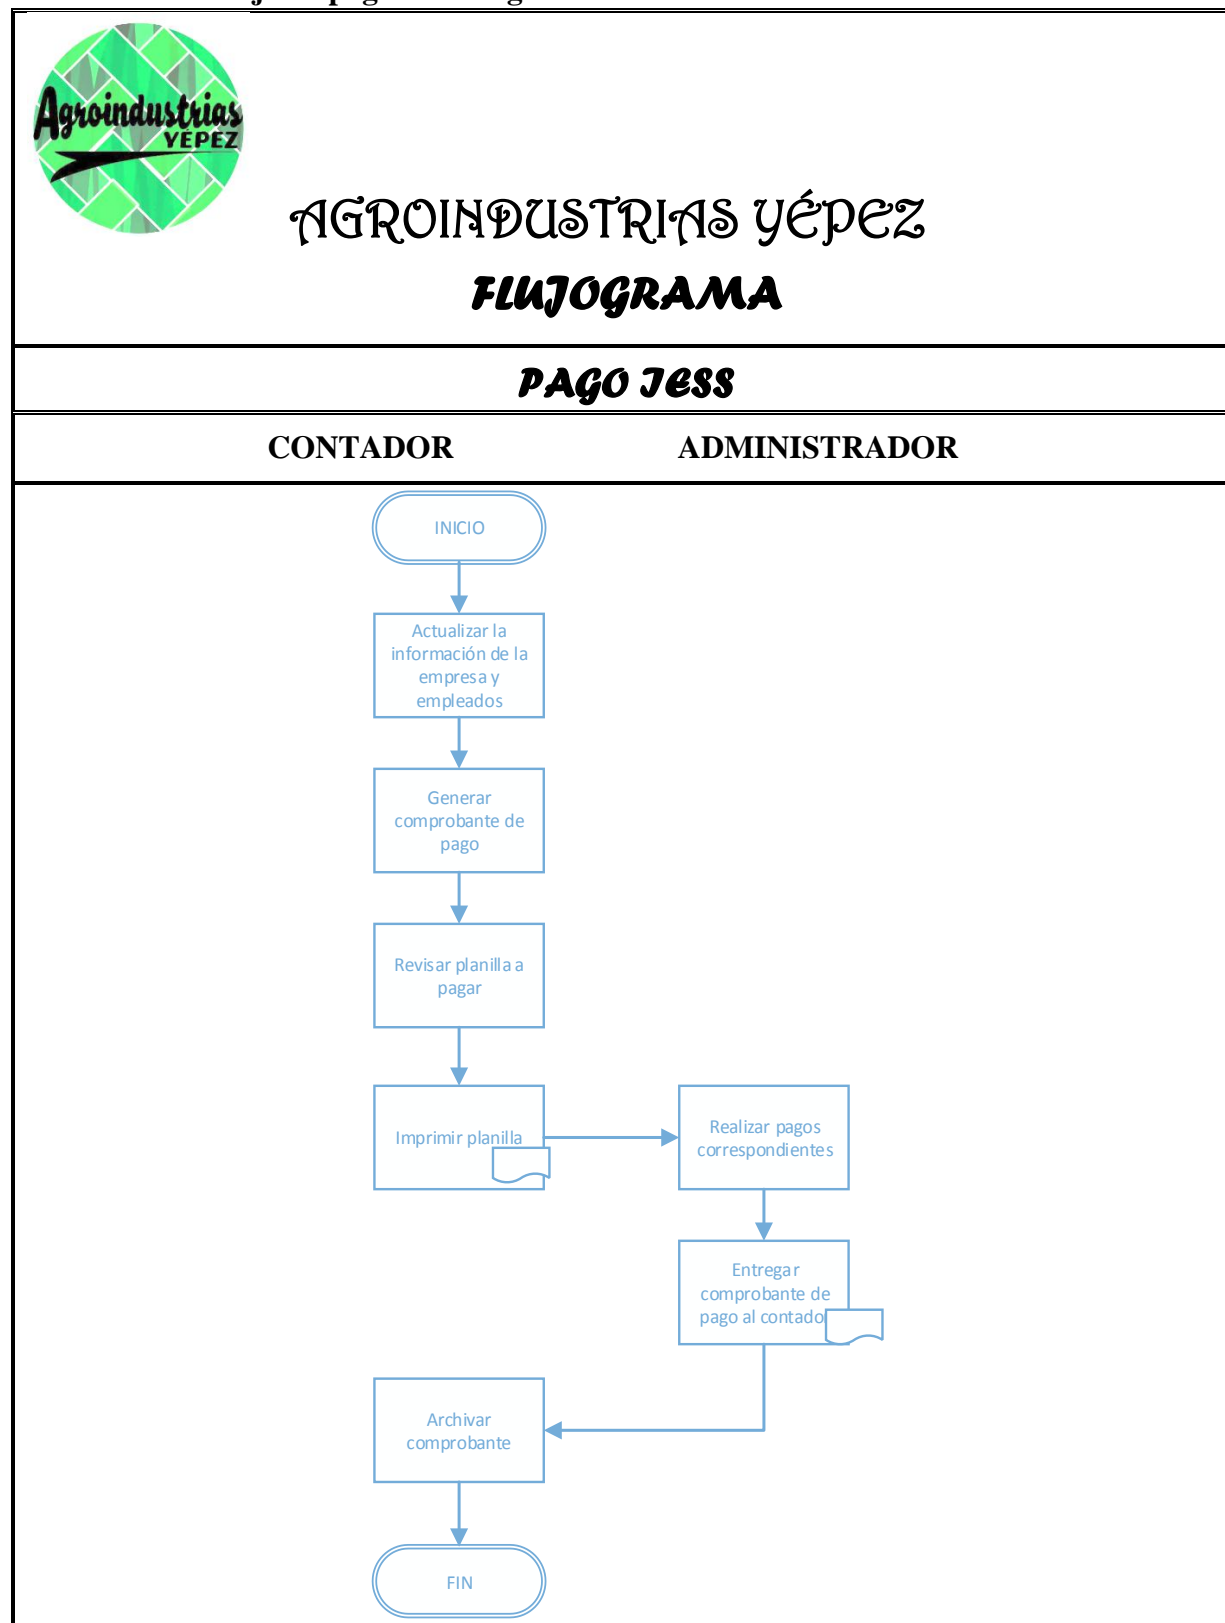 Agroindustrias
YÉPEZ
AGROINDUSTRIAS YÉPEZ
FLUJOGRAMA
PAGO IESS
CONTADOR ADMINISTRADOR
INICIO
Actualizar la
información de la
empresa y
empleados
Generar
comprobante de
pago
Revisar planilla a
pagar
Imprimir planilla
Realizar pagos
correspondientes
Entregar
comprobante de
pago al contado
Archivar
comprobante
FIN